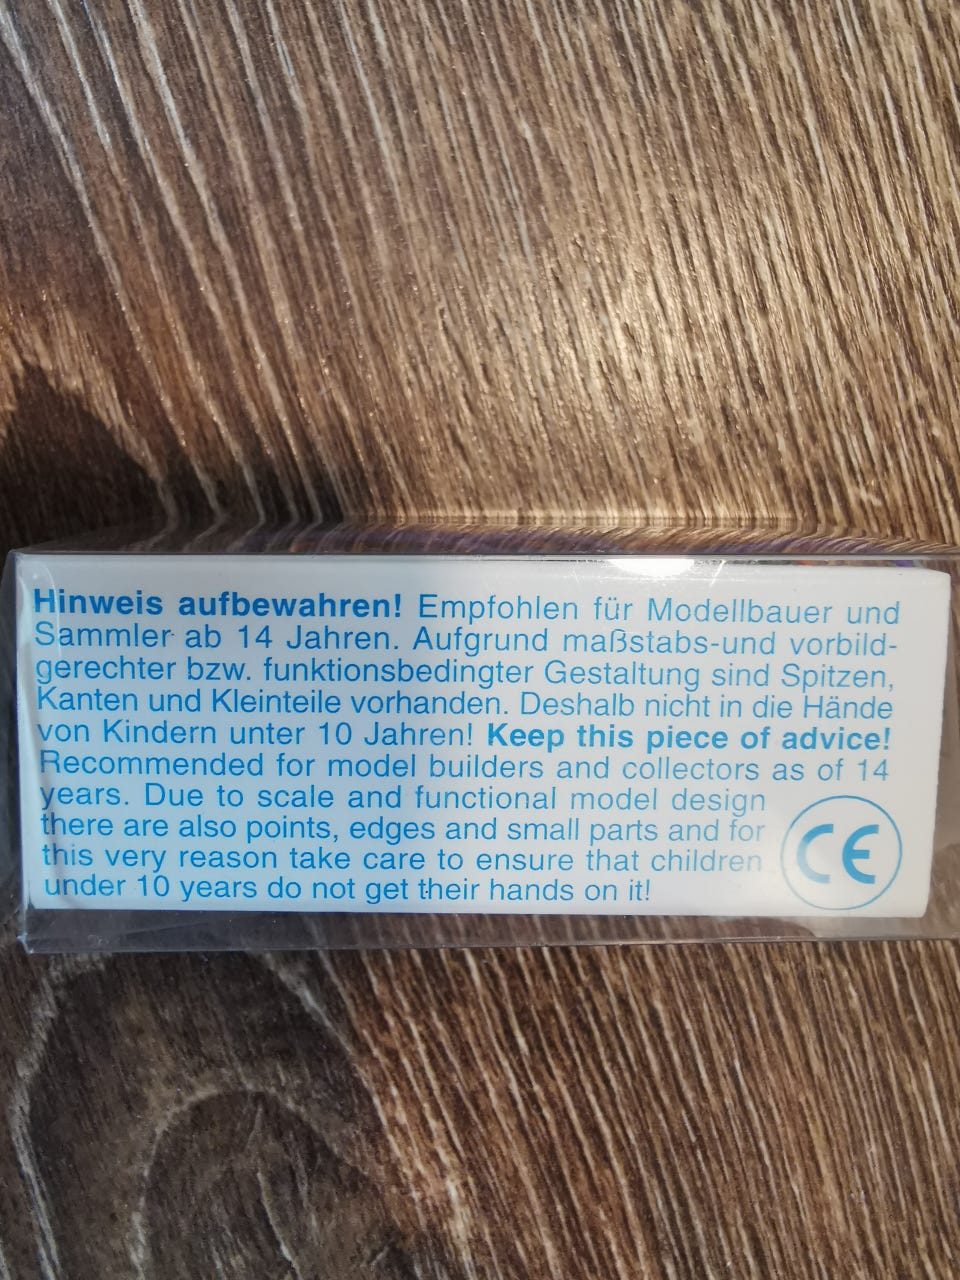 Hinweis aufbewahren! Empfohlen für Modellbauer und
Sammler ab 14 Jahren. Aufgrund maßstabs-und vorbild-
gerechter bzw. funktionsbedingter Gestaltung sind Spitzen,
Kanten und Kleinteile vorhanden. Deshalb nicht in die Hände
von Kindern unter 10 Jahren! Keep this piece of advice!
Recommended for model builders and collectors as of 14
years. Due to scale and functional model design
there are also points, edges and small parts and for
this very reason take care to ensure that children
under 10 years do not get their hands on it!
CE